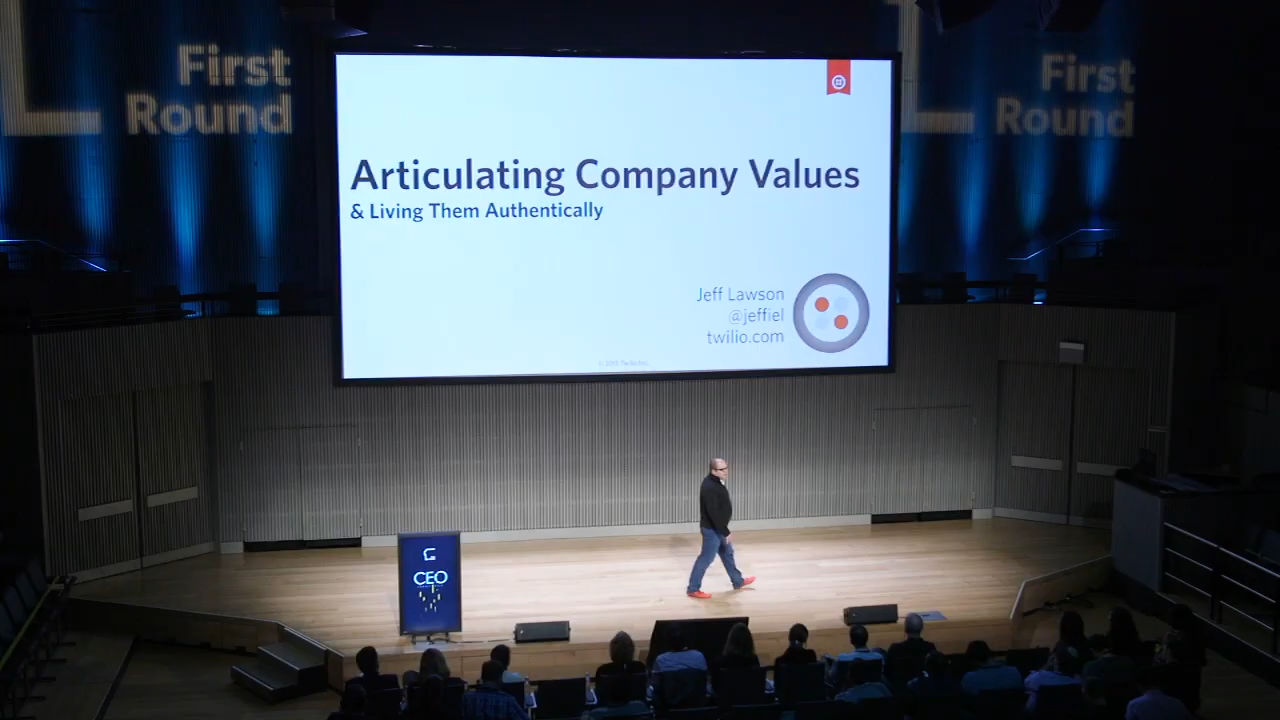 First
Round
First
Round
Articulating Company Values
& Living Them Authentically
Jeff Lawson
@jeffiel
twilio.com
CEO